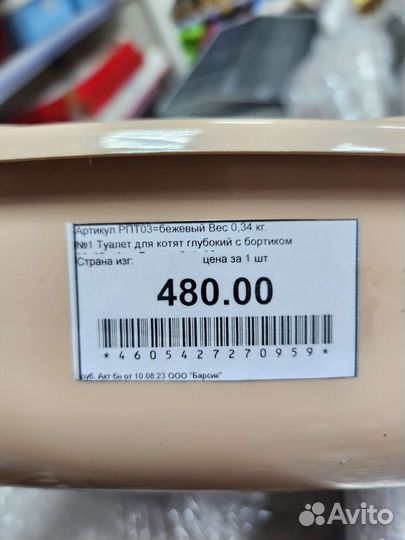 Артикул РПТ03=бежевый Вес 0,34 кг.
№1 Туалет для котят глубокий с бортиком
Страна изг: цена за 1 шт
480.00
*4605427270959*
руб. Акт бн от 10.08.23 ООО "Барсик"
Avito